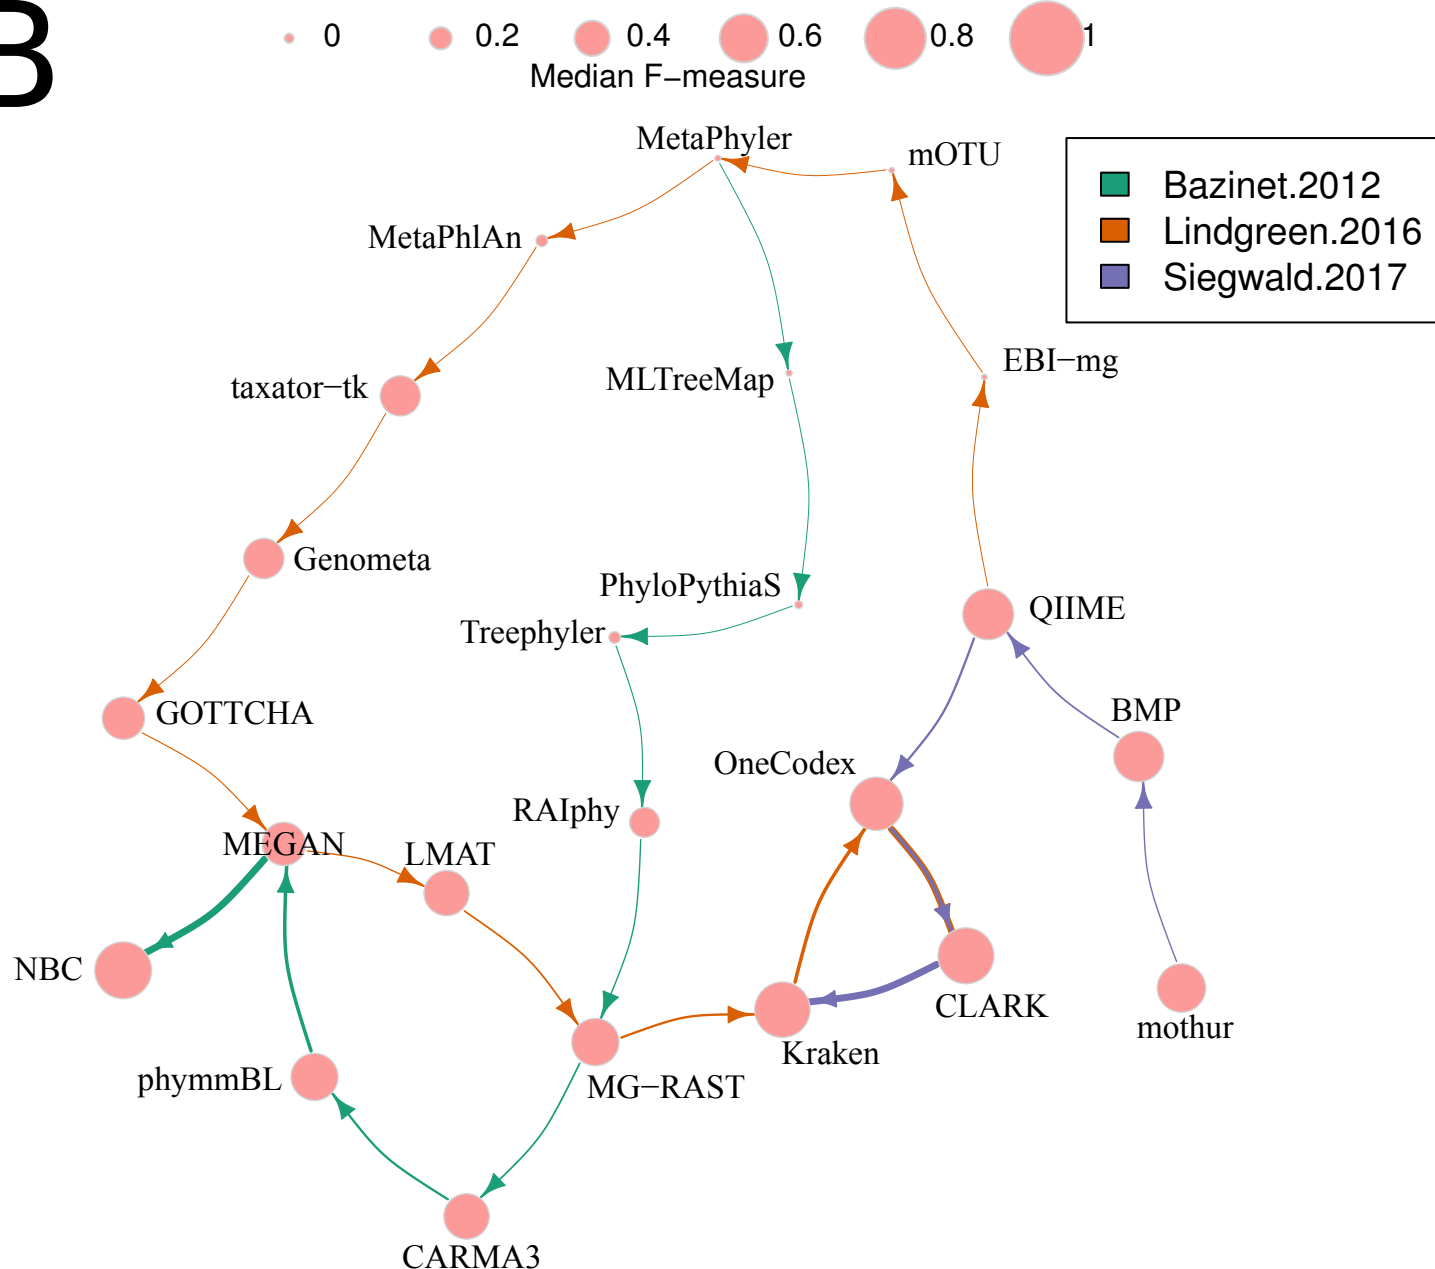 B
0 0.2 0.4 0.6 0.8 1
Median F−measure
MetaPhyler
mOTU
Bazinet.2012
Lindgreen.2016
Siegwald.2017
MetaPhlAn
EBI−mg
taxator−tk
MLTreeMap
Genometa
PhyloPythiaS
QIIME
Treephyler
GOTTCHA
BMP
OneCodex
RAIphy
MEGAN
LMAT
NBC
CLARK
mothur
Kraken
phymmBL
MG−RAST
CARMA3